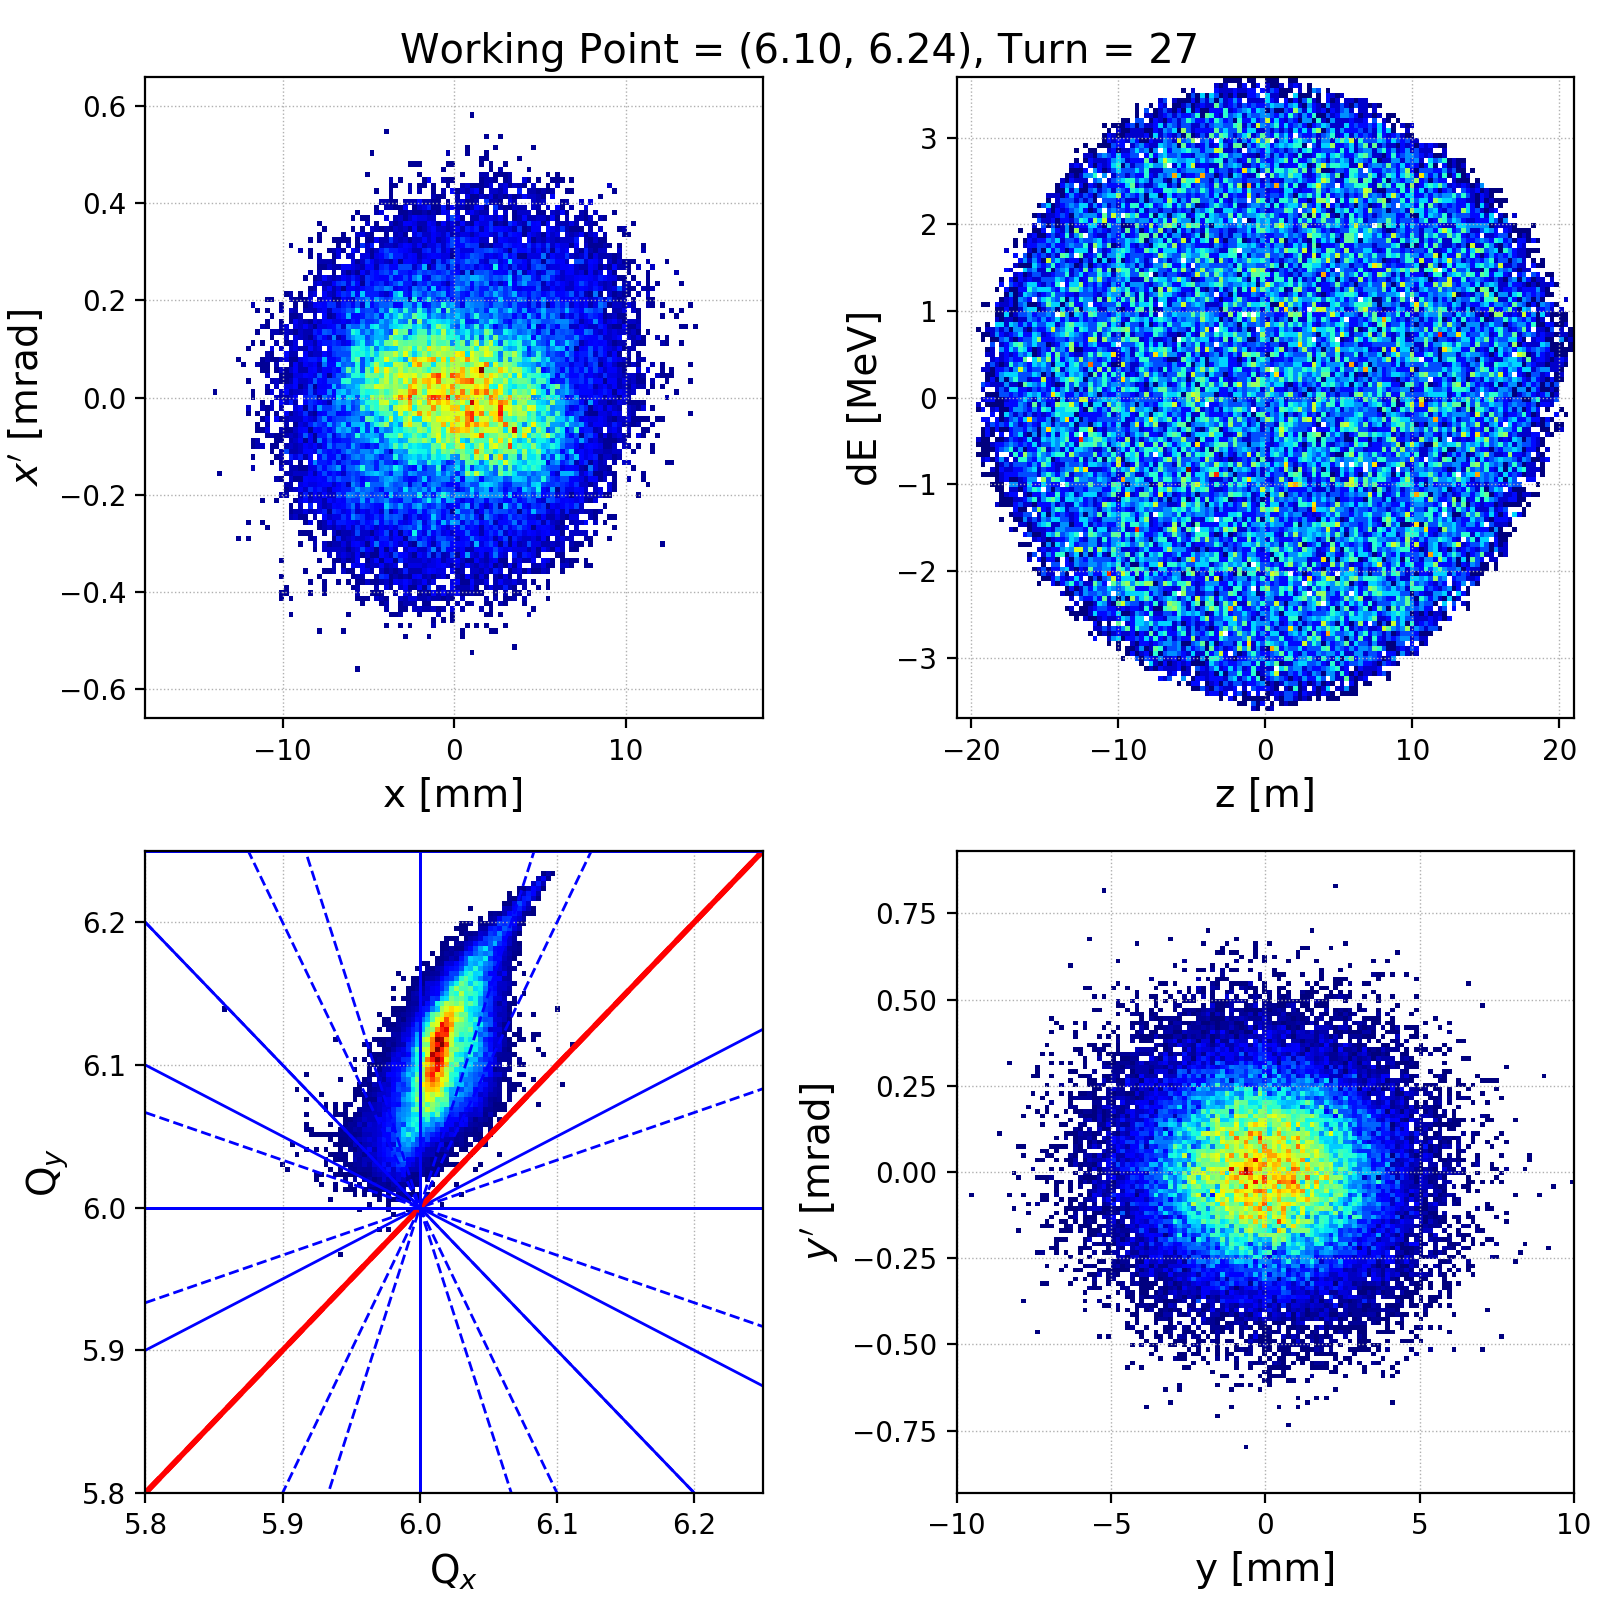 Working Point = (6.10, 6.24), Turn = 27
0.6
0.4
0.2
0.0
−0.2
−0.4
−0.6
x′ [mrad]
−10 0 10
x [mm]
3
2
1
0
−1
−2
−3
dE [MeV]
−20 −10 0 10 20
z [m]
6.2
6.1
6.0
5.9
5.8
Qy
5.8 5.9 6.0 6.1 6.2
Qx
0.75
0.50
0.25
0.00
−0.25
−0.50
−0.75
y′ [mrad]
−10 −5 0 5 10
y [mm]